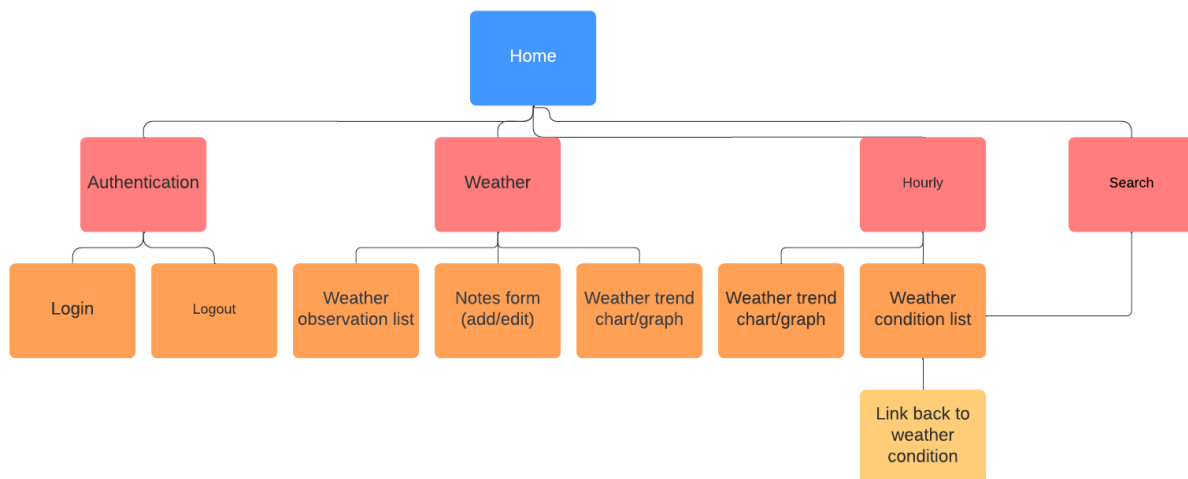 Home
Authentication
Weather
Hourly
Search
Login
Logout
Weather
observation list
Notes form
(add/edit)
Weather trend
chart/graph
Weather trend
chart/graph
Weather
condition list
Link back to
weather
condition